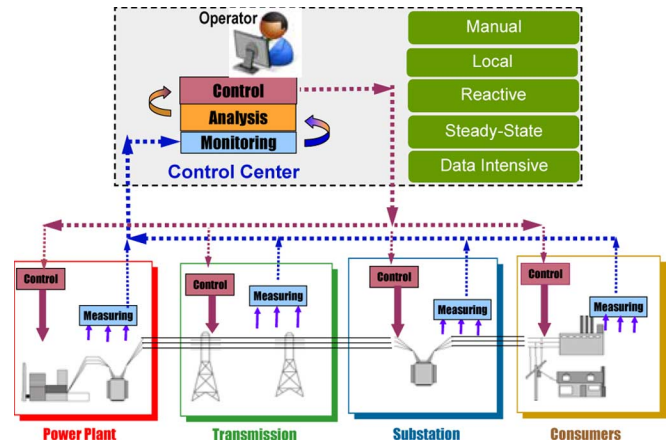 Operator
Control
Analysis
Monitoring
Control Center
Manual
Local
Reactive
Steady-State
Data Intensive
Control
Measuring
Control
Measuring
Control
Measuring
Control
Measuring
Power Plant
Transmission
Substation
Consumers